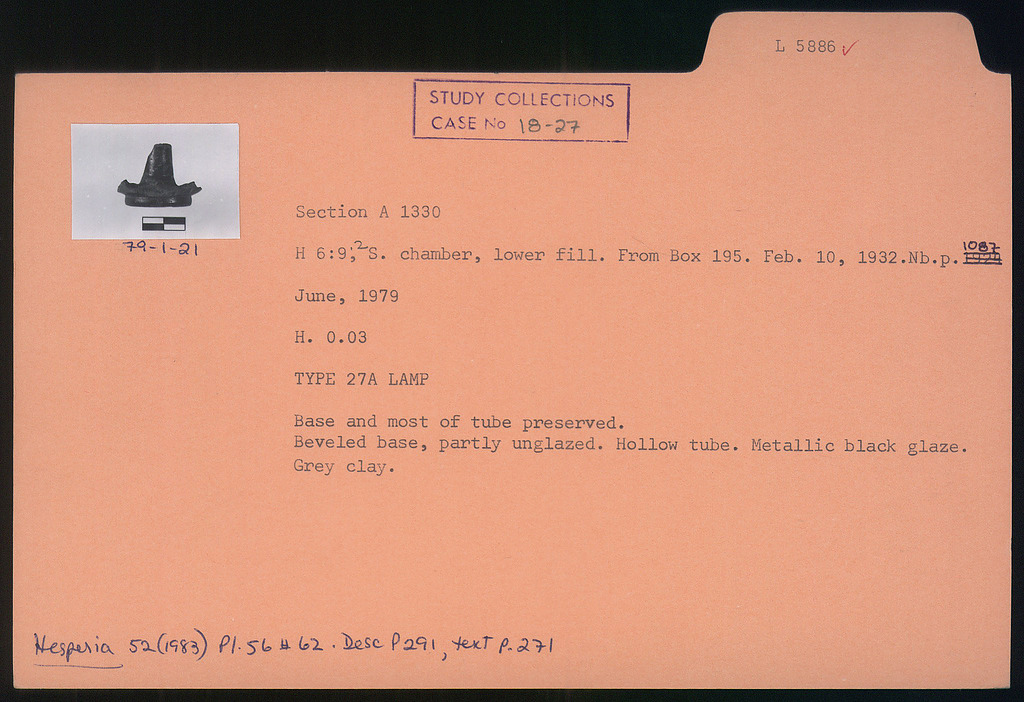 L 5886 ✓
STUDY COLLECTIONS
CASE No 18-27
79-1-21
Section A 1330
H 6:9,2 S. chamber, lower fill. From Box 195. Feb. 10, 1932.Nb.p. 1087
June, 1979
H. 0.03
TYPE 27A LAMP
Base and most of tube preserved.
Beveled base, partly unglazed. Hollow tube. Metallic black glaze.
Grey clay.
Hesperia 52(1983) Pl. 56 # 62. Desc P291, text p. 271